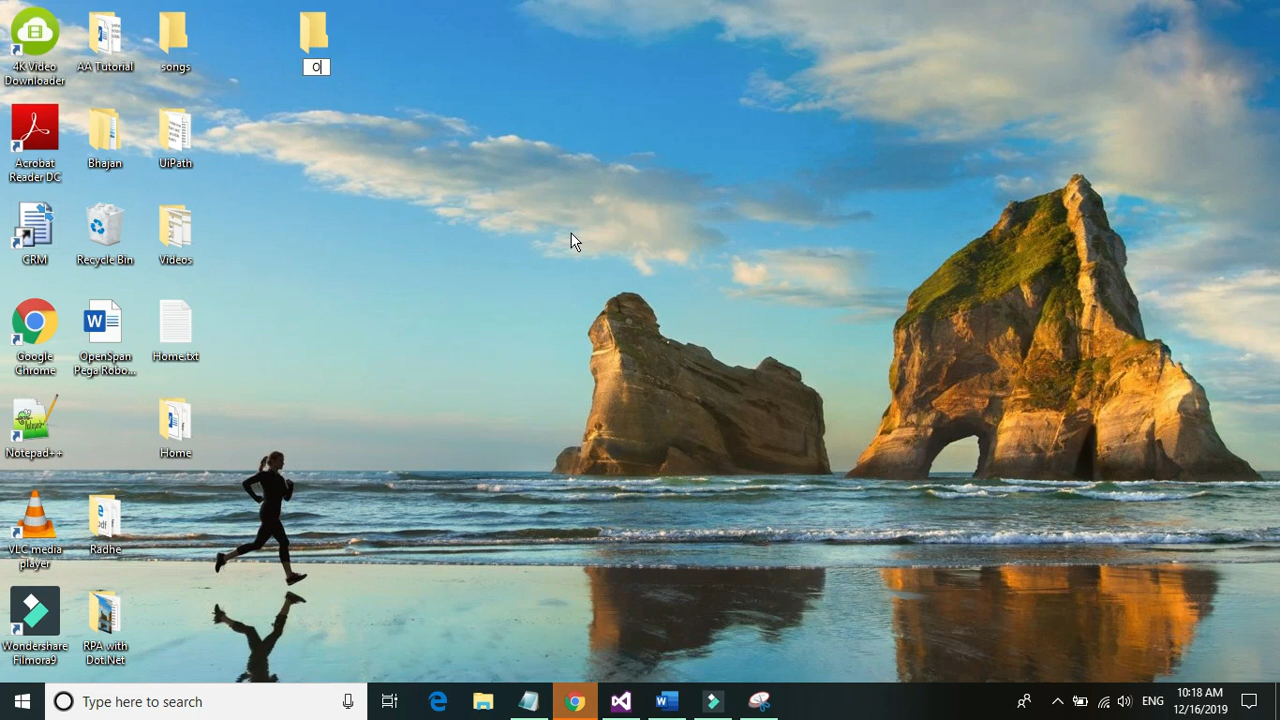 4K Video
Downloader
AA Tutorial
songs
O
Acrobat
Reader DC
Bhajan
UiPath
CRM
Recycle Bin
Videos
Google
Chrome
OpenSpan
Pega Robo...
Home.txt
Notepad++
Home
VLC media
player
Radhe
Wondershare
Filmora9
RPA with
Dot.Net
Type here to search
ENG
10:18 AM
12/16/2019